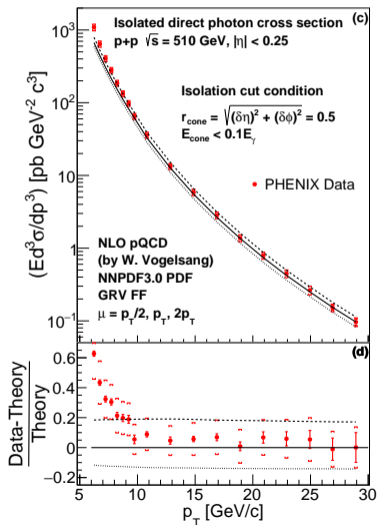 (c)
Isolated direct photon cross section
p+p √s = 510 GeV, |η| < 0.25
Isolation cut condition
r_cone = √(δη)² + (δϕ)² = 0.5
E_cone < 0.1E_γ
PHENIX Data
NLO pQCD
(by W. Vogelsang)
NNPDF3.0 PDF
GRV FF
μ = p_T/2, p_T, 2p_T
(Ed³σ/dp³) [pb GeV⁻² c³]
10³
10²
10
1
10⁻¹
(d)
Data-Theory
Theory
0.6
0.4
0.2
0
−0.2
5 10 15 20 25 30
p_T [GeV/c]